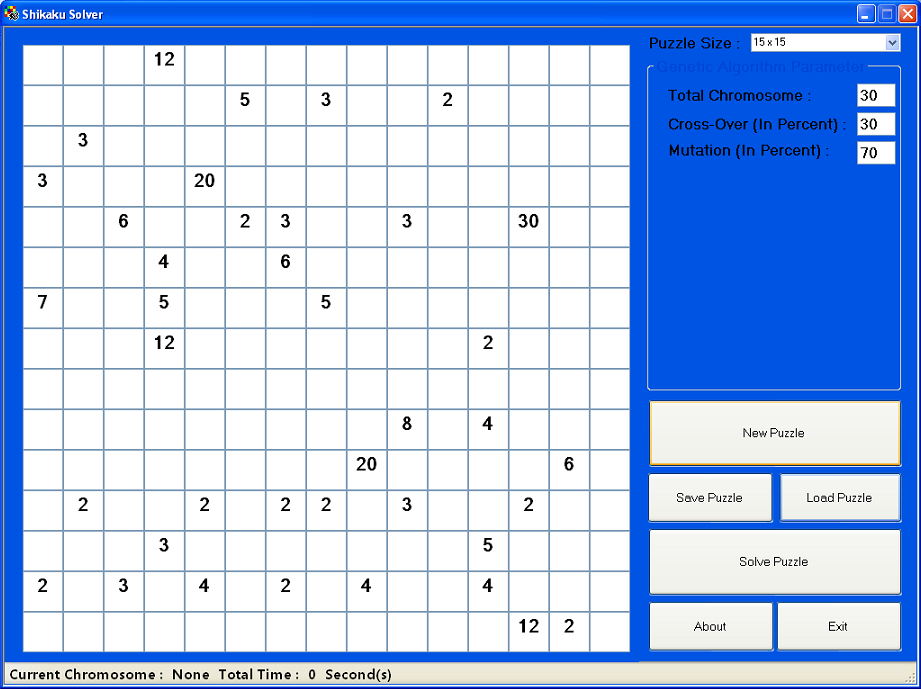 Shikaku Solver
Puzzle Size : 15 x 15
Genetic Algorithm Parameter
Total Chromosome : 30
Cross-Over (In Percent) : 30
Mutation (In Percent) : 70
12
5 3 2
3
3 20
6 2 3 3 30
4 6
7 5 5
12 2
8 4
20 6
2 2 2 2 3 2
3 5
2 3 4 2 4 4
12 2
New Puzzle
Save Puzzle Load Puzzle
Solve Puzzle
About Exit
Current Chromosome : None Total Time : 0 Second(s)